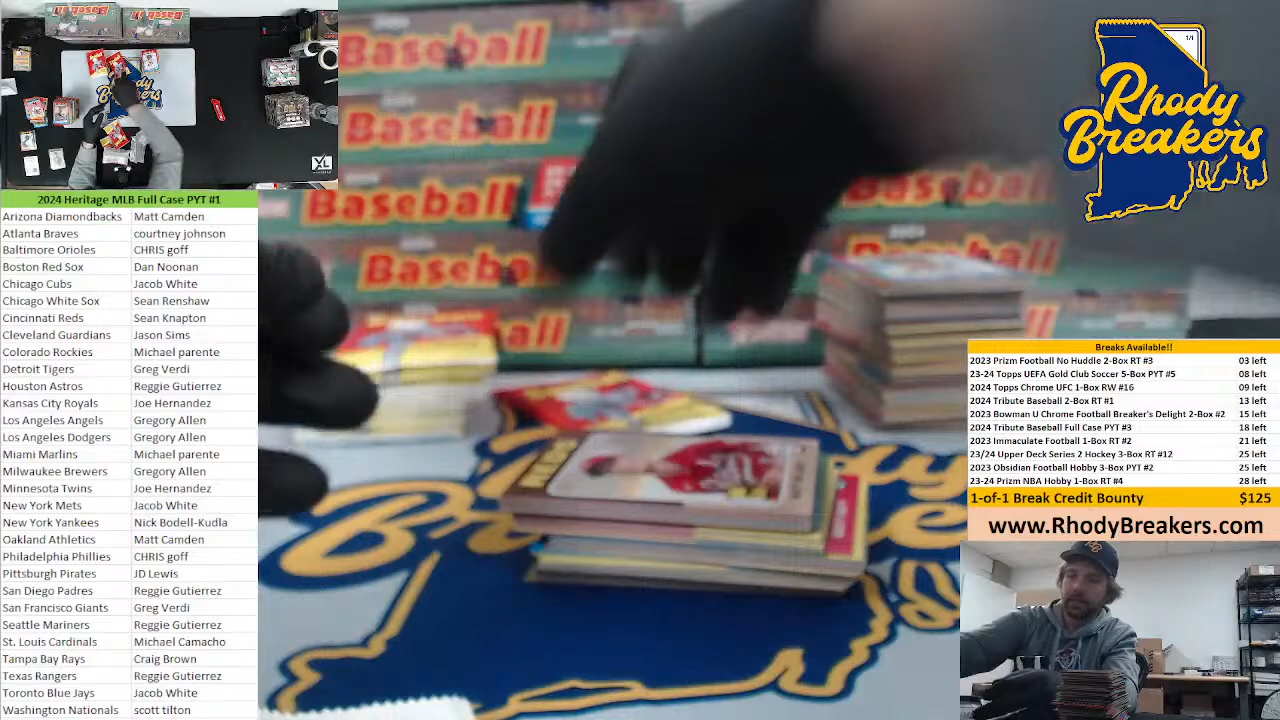 Baseball
Baseball
Baseball
Baseball
Baseball
Baseball
1/1
Rhody
Breakers
XL
2024 Heritage MLB Full Case PYT #1
Arizona Diamondbacks Matt Camden
Atlanta Braves courtney johnson
Baltimore Orioles CHRIS goff
Boston Red Sox Dan Noonan
Chicago Cubs Jacob White
Chicago White Sox Sean Renshaw
Cincinnati Reds Sean Knapton
Cleveland Guardians Jason Sims
Colorado Rockies Michael parente
Detroit Tigers Greg Verdi
Houston Astros Reggie Gutierrez
Kansas City Royals Joe Hernandez
Los Angeles Angels Gregory Allen
Los Angeles Dodgers Gregory Allen
Miami Marlins Michael parente
Milwaukee Brewers Gregory Allen
Minnesota Twins Joe Hernandez
New York Mets Jacob White
New York Yankees Nick Bodell-Kudla
Oakland Athletics Matt Camden
Philadelphia Phillies CHRIS goff
Pittsburgh Pirates JD Lewis
San Diego Padres Reggie Gutierrez
San Francisco Giants Greg Verdi
Seattle Mariners Reggie Gutierrez
St. Louis Cardinals Michael Camacho
Tampa Bay Rays Craig Brown
Texas Rangers Reggie Gutierrez
Toronto Blue Jays Jacob White
Washington Nationals scott tilton
Breaks Available!!
2023 Prizm Football No Huddle 2-Box RT #3 03 left
23-24 Topps UEFA Gold Club Soccer 5-Box PYT #5 08 left
2024 Topps Chrome UFC 1-Box RW #16 09 left
2024 Tribute Baseball 2-Box RT #1 13 left
2023 Bowman U Chrome Football Breaker's Delight 2-Box #2 15 left
2024 Tribute Baseball Full Case PYT #3 18 left
2023 Immaculate Football 1-Box RT #2 21 left
23/24 Upper Deck Series 2 Hockey 3-Box RT #12 25 left
2023 Obsidian Football Hobby 3-Box PYT #2 25 left
23-24 Prizm NBA Hobby 1-Box RT #4 28 left
1-of-1 Break Credit Bounty $125
www.RhodyBreakers.com